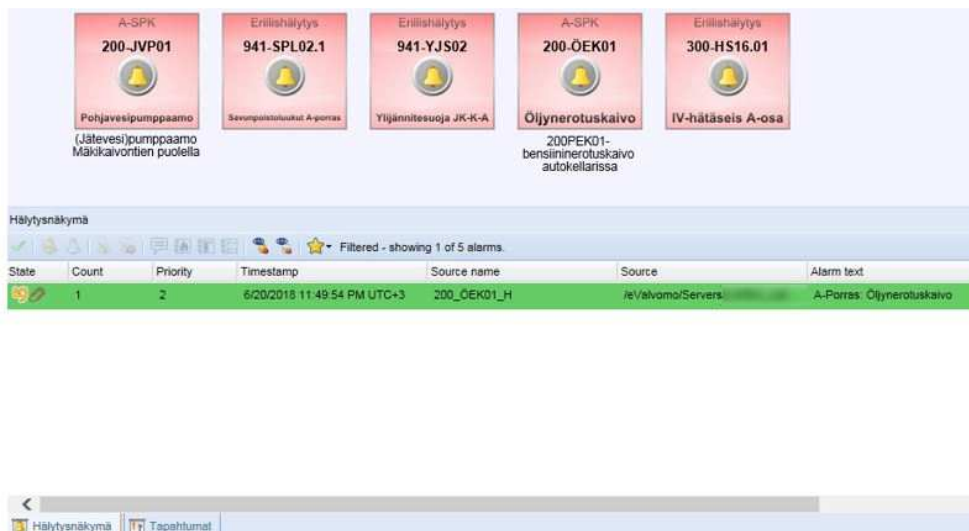 A-SPK
200-JVP01
Pohjavesipumppaamo
(Jätevesi)pumppaamo
Mäkikaivontien puolella
Erillishälytys
941-SPL02.1
Savunpoistoluukut A-porras
Erillishälytys
941-YJS02
Ylijännitesuoja JK-K-A
A-SPK
200-ÖEK01
Öljynerotuskaivo
200PEK01-
bensiininerotuskaivo
autokellarissa
Erillishälytys
300-HS16.01
IV-hätäseis A-osa
Hälytysnäkymä
Filtered - showing 1 of 5 alarms.
State Count Priority Timestamp Source name Source Alarm text
1 2 6/20/2018 11:49:54 PM UTC+3 200_ÖEK01_H /eValvomo/Servers A-Porras: Öljynerotuskaivo
Hälytysnäkymä Tapahtumat